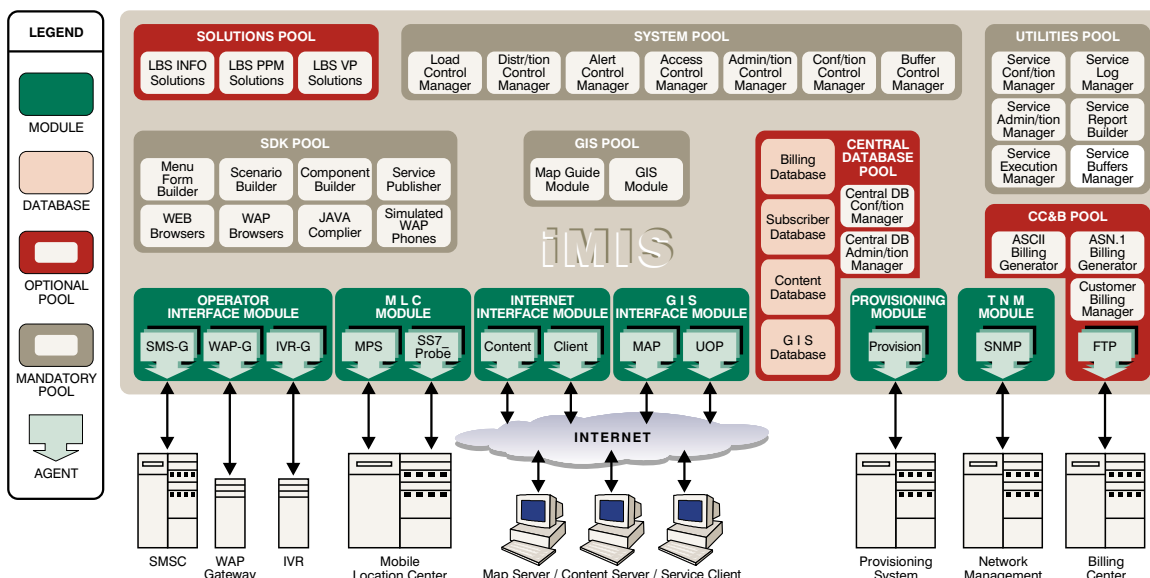 LEGEND
MODULE
DATABASE
OPTIONAL
POOL
MANDATORY
POOL
AGENT
SOLUTIONS POOL
LBS INFO
Solutions
LBS PPM
Solutions
LBS VP
Solutions
SYSTEM POOL
Load
Control
Manager
Distr/tion
Control
Manager
Alert
Control
Manager
Access
Control
Manager
Admin/tion
Control
Manager
Conf/tion
Control
Manager
Buffer
Control
Manager
UTILITIES POOL
Service
Conf/tion
Manager
Service
Log
Manager
Service
Admin/tion
Manager
Service
Report
Builder
Service
Execution
Manager
Service
Buffers
Manager
SDK POOL
Menu
Form
Builder
Scenario
Builder
Component
Builder
Service
Publisher
WEB
Browsers
WAP
Browsers
JAVA
Complier
Simulated
WAP
Phones
GIS POOL
Map Guide
Module
GIS
Module
iMIS
CENTRAL
DATABASE
POOL
Billing
Database
Subscriber
Database
Content
Database
G I S
Database
Central DB
Conf/tion
Manager
Central DB
Admin/tion
Manager
CC&B POOL
ASCII
Billing
Generator
ASN.1
Billing
Generator
Customer
Billing
Manager
FTP
OPERATOR
INTERFACE MODULE
SMS-G
WAP-G
IVR-G
M L C
MODULE
MPS
SS7_
Probe
INTERNET
INTERFACE MODULE
Content
Client
G I S
INTERFACE MODULE
MAP
UOP
PROVISIONING
MODULE
Provision
T N M
MODULE
SNMP
INTERNET
SMSC
WAP
Gateway
IVR
Mobile
Location Center
Map Server / Content Server / Service Client
Provisioning
System
Network
Management
Billing
Center